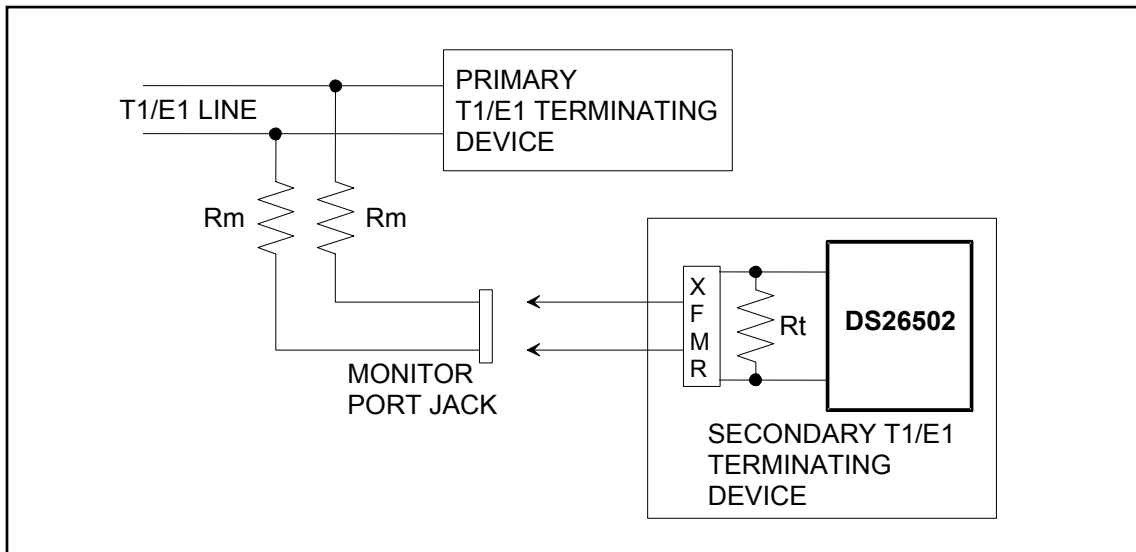 PRIMARY
T1/E1 TERMINATING
DEVICE
T1/E1 LINE
Rm
Rm
MONITOR
PORT JACK
X
F
M
R
Rt
DS26502
SECONDARY T1/E1
TERMINATING
DEVICE